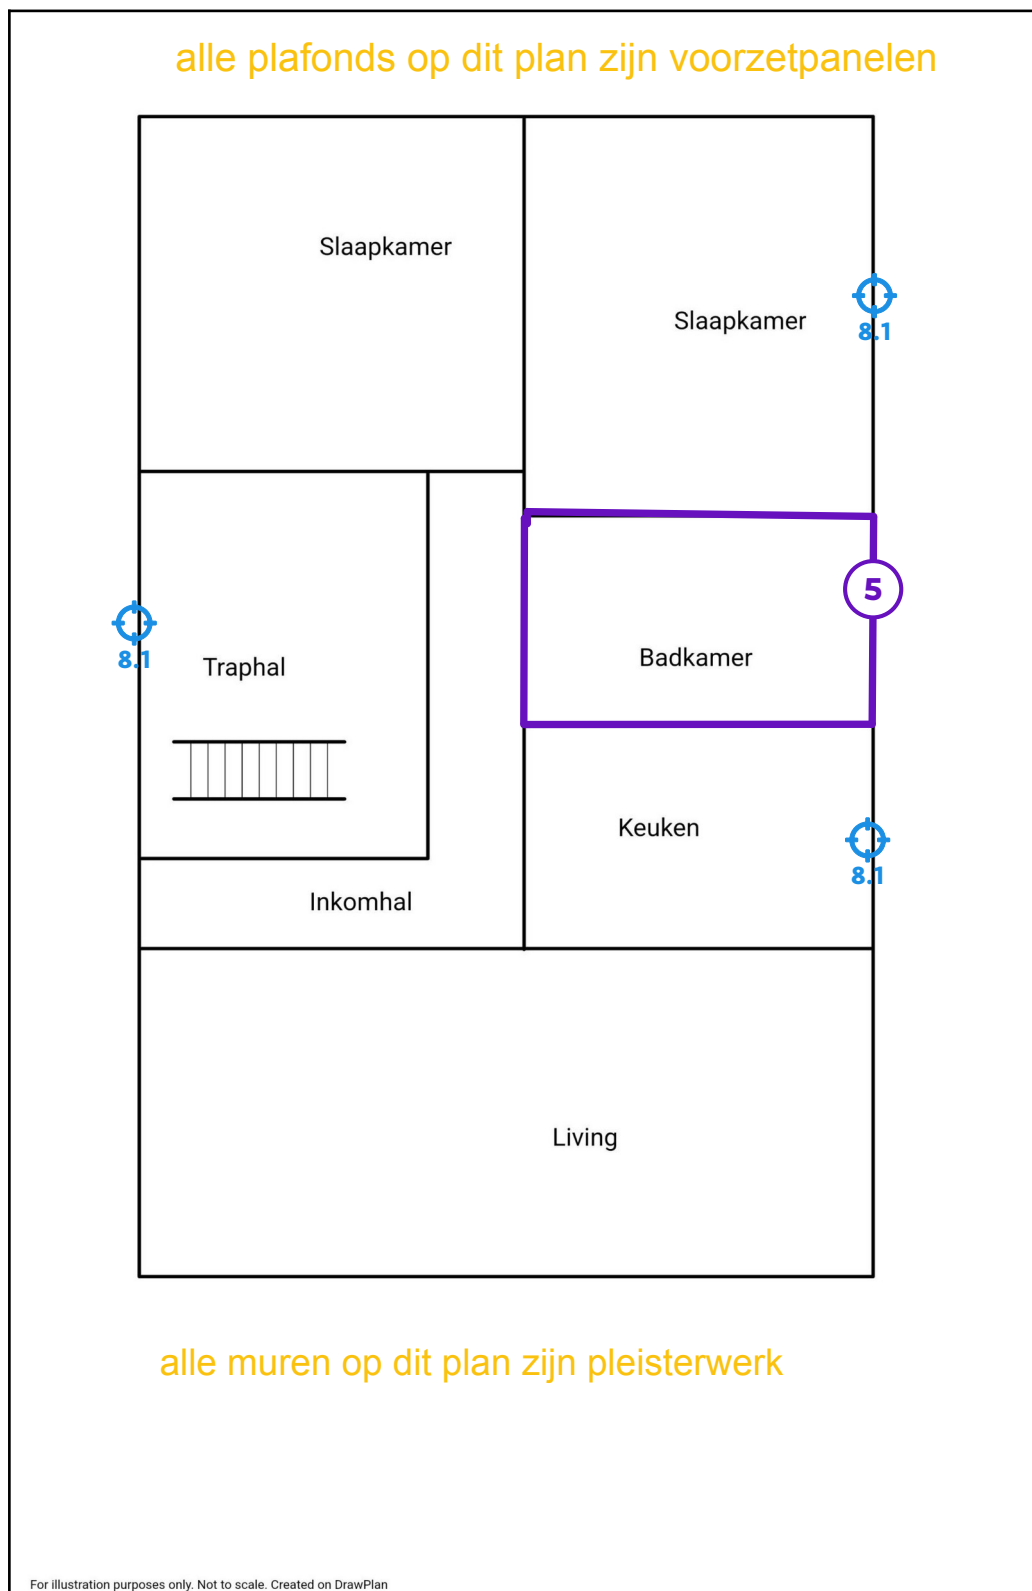 alle plafonds op dit plan zijn voorzetpanelen
Slaapkamer
Slaapkamer
8.1
5
8.1
Traphal
Badkamer
Keuken
8.1
Inkomhal
Living
alle muren op dit plan zijn pleisterwerk
For illustration purposes only. Not to scale. Created on DrawPlan